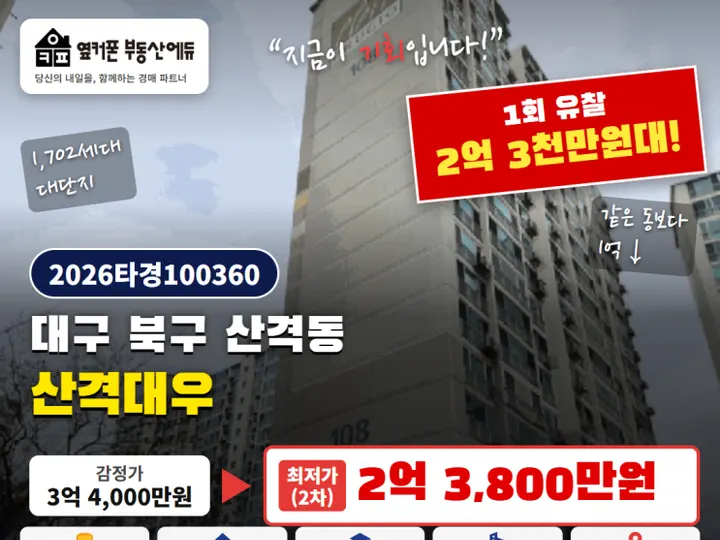 옆커폰 부동산에듀
당신의 내일을, 함께하는 경매 파트너
“지금이 기회입니다!”
108
1회 유찰
2억 3천만원대!
1,702세대
대단지
같은 동보다
1억 ↓
2026타경100360
대구 북구 산격동
산격대우
108
감정가
3억 4,000만원
최저가
(2차)
2억 3,800만원